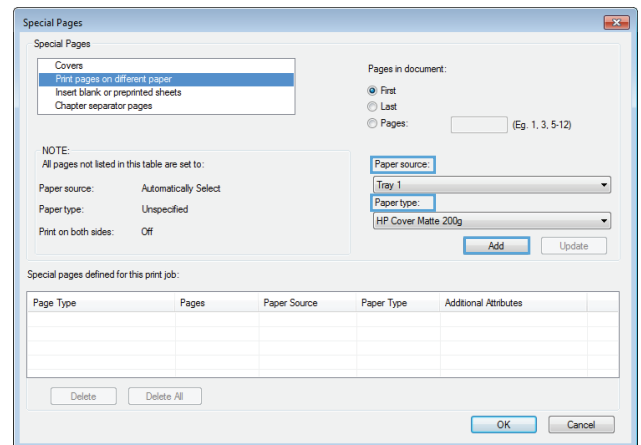 Special Pages
Special Pages
Covers
Print pages on different paper
Insert blank or preprinted sheets
Chapter separator pages
Pages in document:
First
Last
Pages: (Eg. 1, 3, 5-12)
NOTE:
All pages not listed in this table are set to:
Paper source: Automatically Select
Paper type: Unspecified
Print on both sides: Off
Paper source:
Tray 1
Paper type:
HP Cover Matte 200g
Add Update
Special pages defined for this print job:
Page Type Pages Paper Source Paper Type Additional Attributes
Delete Delete All
OK Cancel